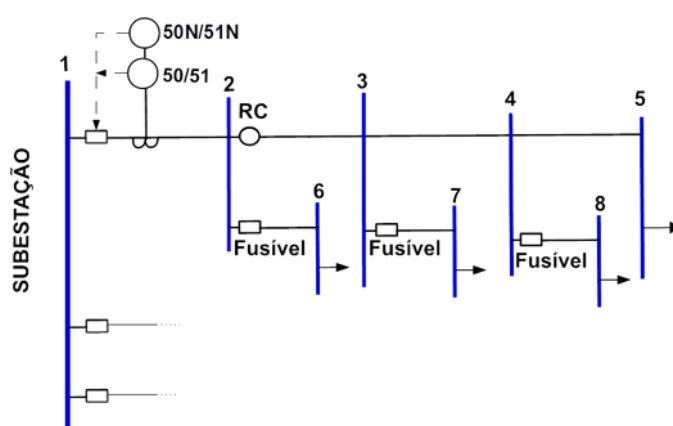 50N/51N
50/51
1
2
RC
3
4
5
6
7
8
Fusível
Fusível
Fusível
SUBESTAÇÃO